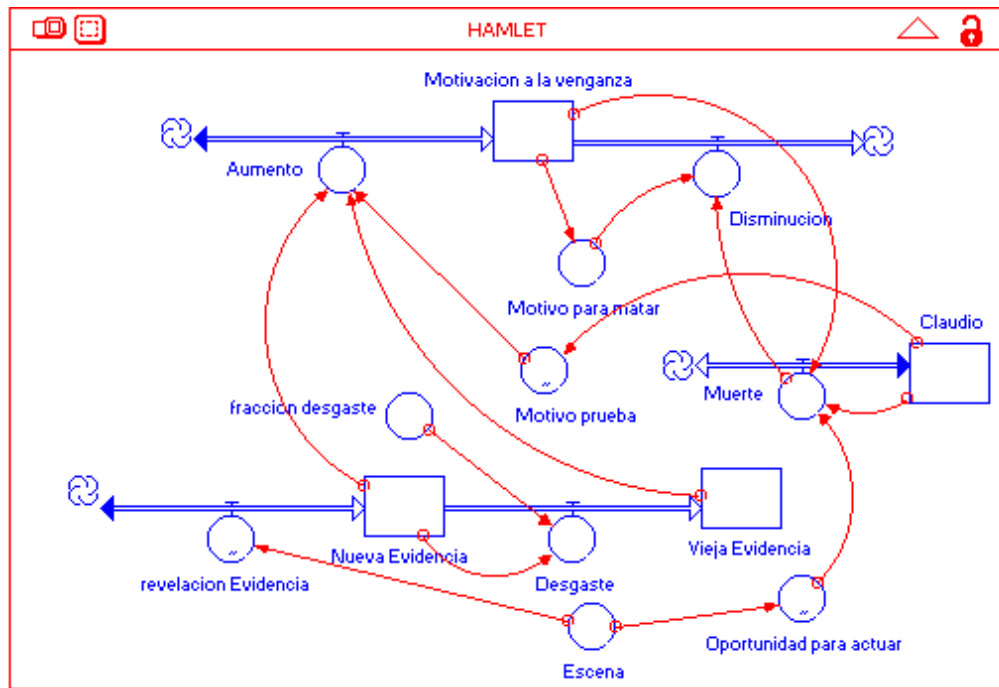 HAMLET
Motivacion a la venganza
Aumento
Disminucion
Motivo para matar
Claudio
Muerte
fraccion desgaste
Motivo prueba
Nueva Evidencia
Vieja Evidencia
revelacion Evidencia
Desgaste
Oportunidad para actuar
Escena